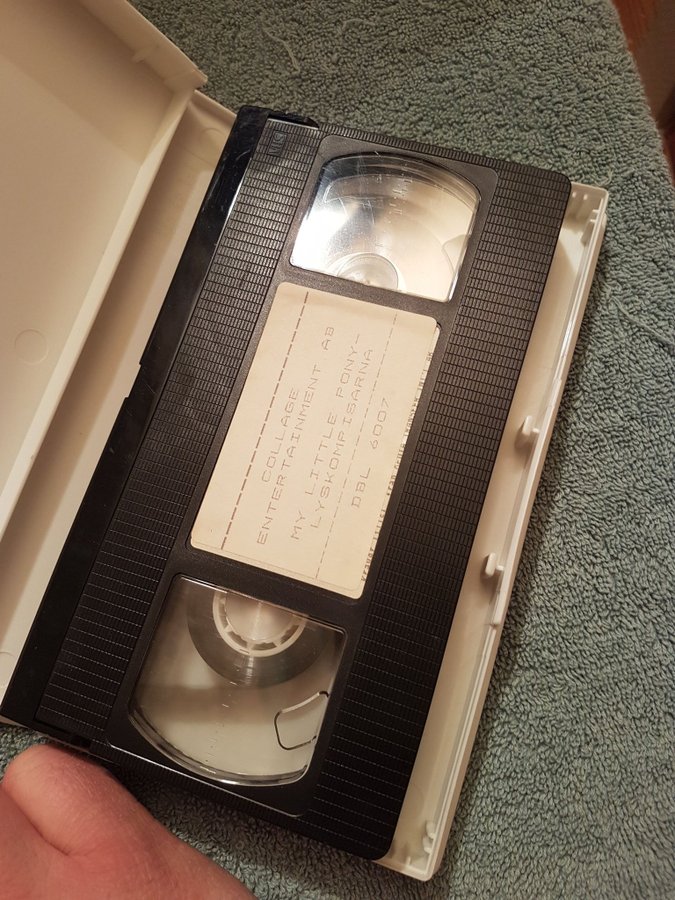 COLLAGE
ENTERTAINMENT AB
MY LITTLE PONY-
LYSKOMPISARNA
DBL 6007